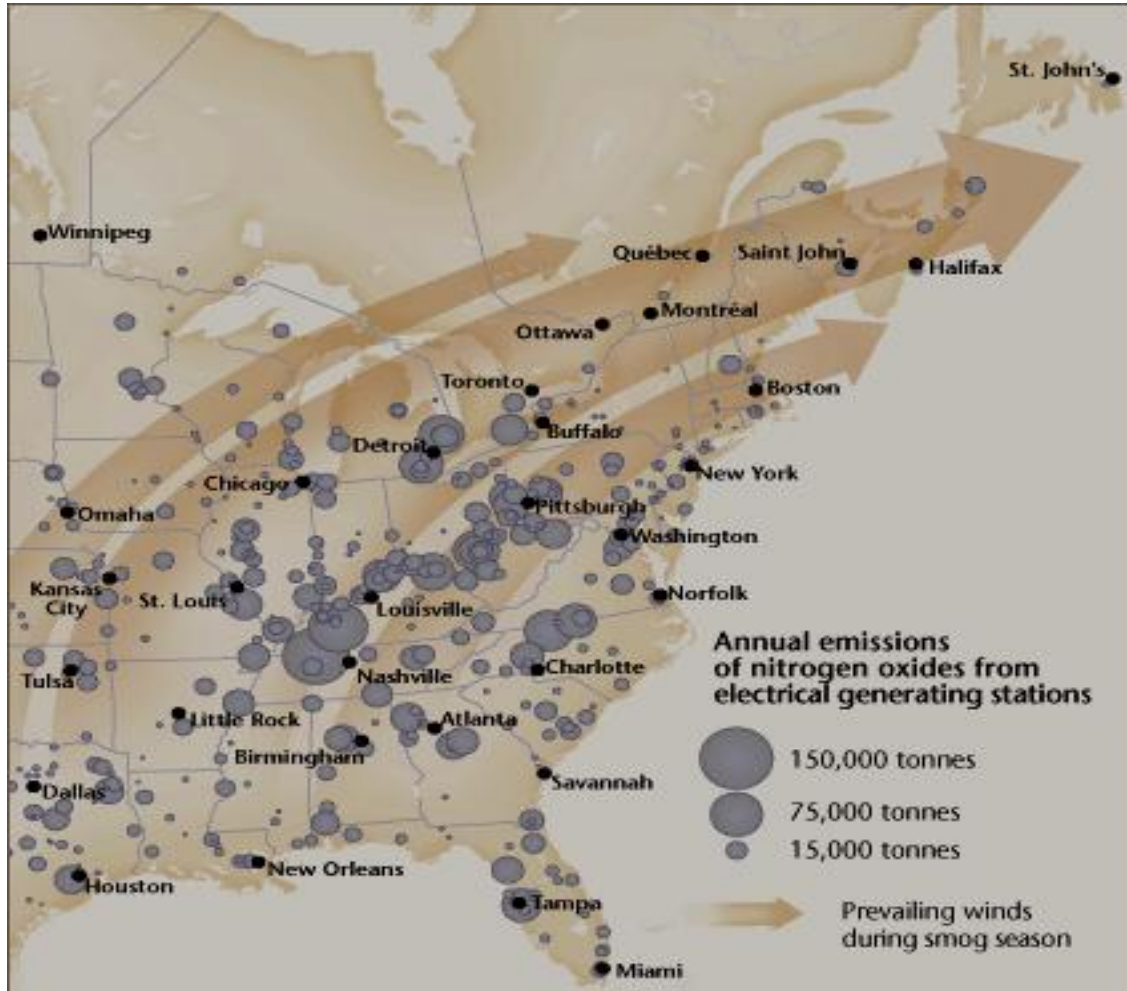 St. John's
Winnipeg
Québec
Saint John
Halifax
Ottawa
Montréal
Toronto
Boston
Buffalo
Detroit
Chicago
New York
Omaha
Pittsburgh
Washington
Kansas
City
St. Louis
Louisville
Norfolk
Tulsa
Nashville
Charlotte
Little Rock
Atlanta
Birmingham
Dallas
Savannah
New Orleans
Houston
Tampa
Miami
Annual emissions
of nitrogen oxides from
electrical generating stations
150,000 tonnes
75,000 tonnes
15,000 tonnes
Prevailing winds
during smog season